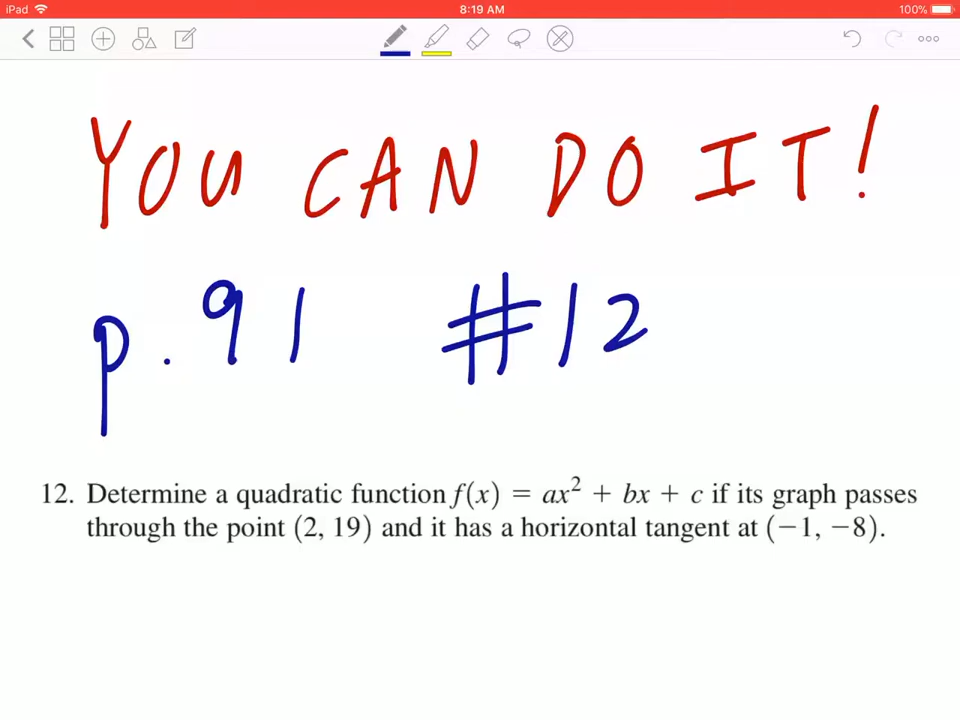 iPad 8:19 AM 100%
YOU CAN DO IT!
p. 91 #12
12. Determine a quadratic function f(x) = ax² + bx + c if its graph passes
through the point (2, 19) and it has a horizontal tangent at (−1, −8).